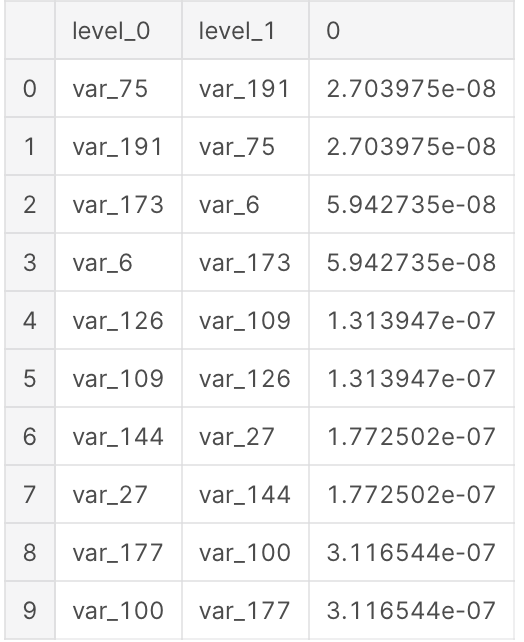 level_0 level_1 0
0 var_75 var_191 2.703975e-08
1 var_191 var_75 2.703975e-08
2 var_173 var_6 5.942735e-08
3 var_6 var_173 5.942735e-08
4 var_126 var_109 1.313947e-07
5 var_109 var_126 1.313947e-07
6 var_144 var_27 1.772502e-07
7 var_27 var_144 1.772502e-07
8 var_177 var_100 3.116544e-07
9 var_100 var_177 3.116544e-07